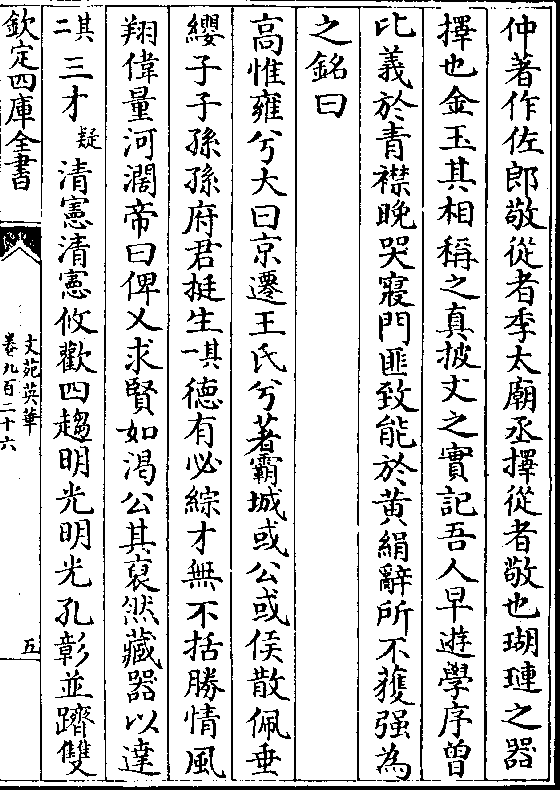 仲著作佐郎敬從者季太廟丞擇從者敬也瑚璉之器
擇也金玉其相稱之真披文之實記吾人早遊學序曾
比義於青襟晚哭寢門匪致能於黄絹辭所不獲强為
之銘曰
高惟雍兮大曰京遷王氏兮著霸城或公或侯散佩垂
纓子子孫孫府君挺生其一德有必綜才無不括勝情風
翔偉量河濶帝曰俾乂求賢如渴公其裒然藏器以達
其二三才疑清憲清憲攸歡四趨明光明光孔彰並躋雙
欽定四庫全書
文苑英華
卷九百二十六
五